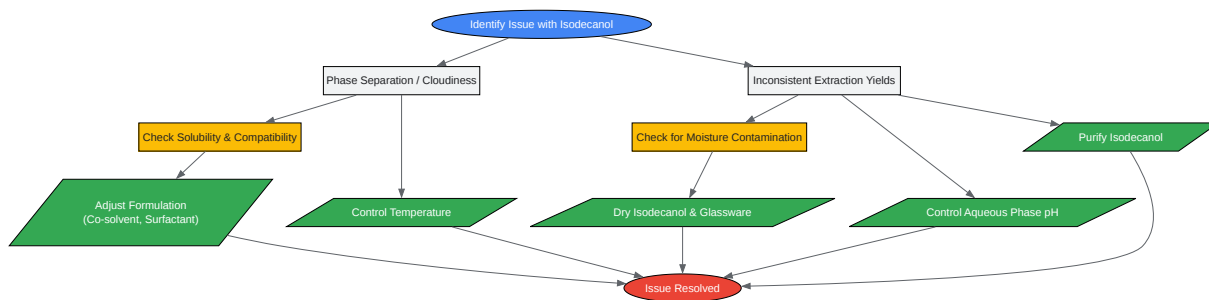 Identify Issue with Isodecanol
Phase Separation / Cloudiness
Inconsistent Extraction Yields
Check Solubility & Compatibility
Check for Moisture Contamination
Purify Isodecanol
Adjust Formulation
(Co-solvent, Surfactant)
Control Temperature
Dry Isodecanol & Glassware
Control Aqueous Phase pH
Issue Resolved